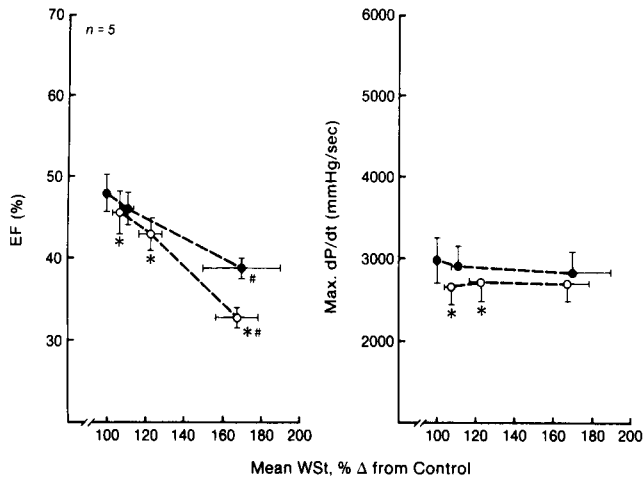 70
n = 5
60
50
40
30
EF (%)
*
*
#
*#
100 120 140 160 180 200
6000
5000
4000
3000
2000
Max. dP/dt (mmHg/sec)
*
*
100 120 140 160 180 200
Mean WSt, % Δ from Control